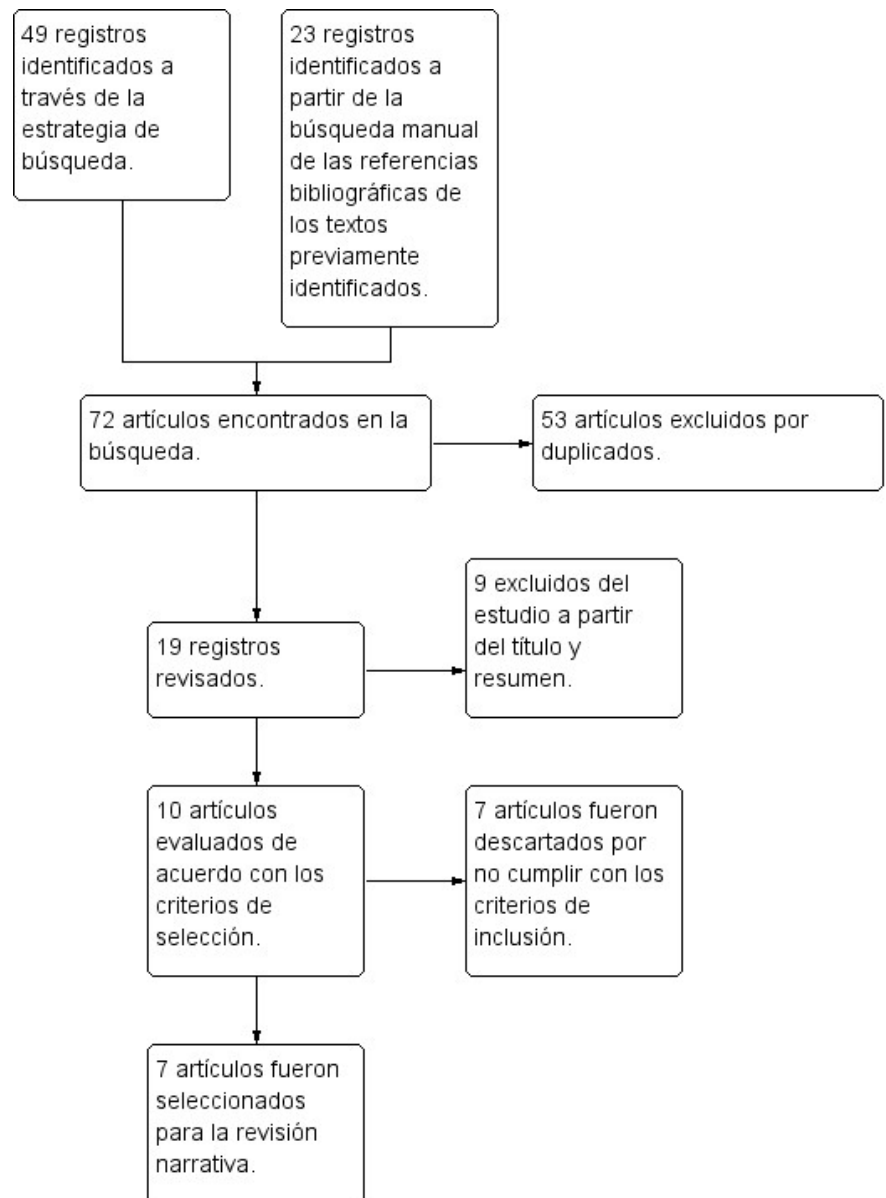 49 registros
identificados a
través de la
estrategia de
búsqueda.
23 registros
identificados a
partir de la
búsqueda manual
de las referencias
bibliográficas de
los textos
previamente
identificados.
72 artículos encontrados en la
búsqueda.
53 artículos excluidos por
duplicados.
19 registros
revisados.
9 excluidos del
estudio a partir
del título y
resumen.
10 artículos
evaluados de
acuerdo con los
criterios de
selección.
7 artículos fueron
descartados por
no cumplir con los
criterios de
inclusión.
7 artículos fueron
seleccionados
para la revisión
narrativa.